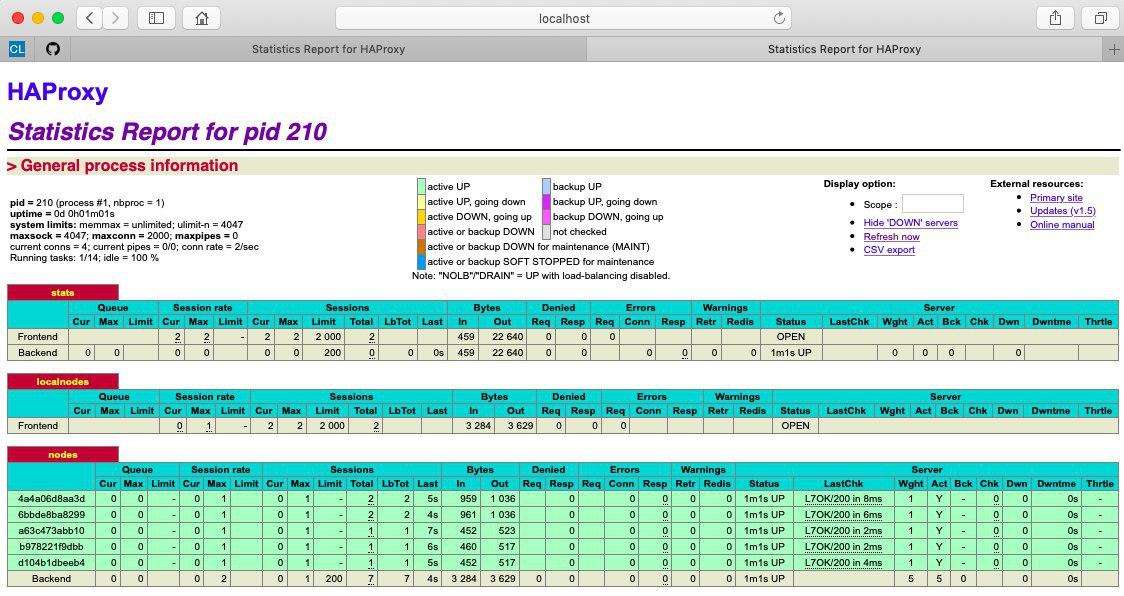 localhost
CL
Statistics Report for HAProxy
Statistics Report for HAProxy
HAProxy
Statistics Report for pid 210
> General process information
pid = 210 (process #1, nbproc = 1)
uptime = 0d 0h01m01s
system limits: memmax = unlimited; ulimit-n = 4047
maxsock = 4047; maxconn = 2000; maxpipes = 0
current conns = 4; current pipes = 0/0; conn rate = 2/sec
Running tasks: 1/14; idle = 100 %
active UP backup UP
active UP, going down backup UP, going down
active DOWN, going up backup DOWN, going up
active or backup DOWN not checked
active or backup DOWN for maintenance (MAINT)
active or backup SOFT STOPPED for maintenance
Note: "NOLB"/"DRAIN" = UP with load-balancing disabled.
Display option:
• Scope :
• Hide 'DOWN' servers
• Refresh now
• CSV export
External resources:
• Primary site
• Updates (v1.5)
• Online manual
stats
Queue Session rate Sessions Bytes Denied Errors Warnings Server
Cur Max Limit Cur Max Limit Cur Max Limit Total LbTot Last In Out Req Resp Req Conn Resp Retr Redis Status LastChk Wght Act Bck Chk Dwn Dwntme Thrtle
Frontend 2 2 - 2 2 2 000 2 459 22 640 0 0 0 OPEN
Backend 0 0 0 0 0 0 200 0 0 0s 459 22 640 0 0 0 0 0 0 1m1s UP 0 0 0 0
localnodes
Queue Session rate Sessions Bytes Denied Errors Warnings Server
Cur Max Limit Cur Max Limit Cur Max Limit Total LbTot Last In Out Req Resp Req Conn Resp Retr Redis Status LastChk Wght Act Bck Chk Dwn Dwntme Thrtle
Frontend 0 1 - 2 2 2 000 2 3 284 3 629 0 0 0 OPEN
nodes
Queue Session rate Sessions Bytes Denied Errors Warnings Server
Cur Max Limit Cur Max Limit Cur Max Limit Total LbTot Last In Out Req Resp Req Conn Resp Retr Redis Status LastChk Wght Act Bck Chk Dwn Dwntme Thrtle
4a4a06d8aa3d 0 0 - 0 1 0 1 - 2 2 5s 959 1 036 0 0 0 0 0 1m1s UP L7OK/200 in 8ms 1 Y - 0 0 0s -
6bbde8ba8299 0 0 - 0 1 0 1 - 2 2 4s 961 1 036 0 0 0 0 0 1m1s UP L7OK/200 in 6ms 1 Y - 0 0 0s -
a63c473abb10 0 0 - 0 1 0 1 - 1 1 7s 452 523 0 0 0 0 0 1m1s UP L7OK/200 in 2ms 1 Y - 0 0 0s -
b978221f9dbb 0 0 - 0 1 0 1 - 1 1 6s 460 517 0 0 0 0 0 1m1s UP L7OK/200 in 2ms 1 Y - 0 0 0s -
d104b1dbeeb4 0 0 - 0 1 0 1 - 1 1 5s 452 517 0 0 0 0 0 1m1s UP L7OK/200 in 4ms 1 Y - 0 0 0s -
Backend 0 0 0 2 0 1 200 7 7 4s 3 284 3 629 0 0 0 0 0 0 1m1s UP 5 5 0 0 0s